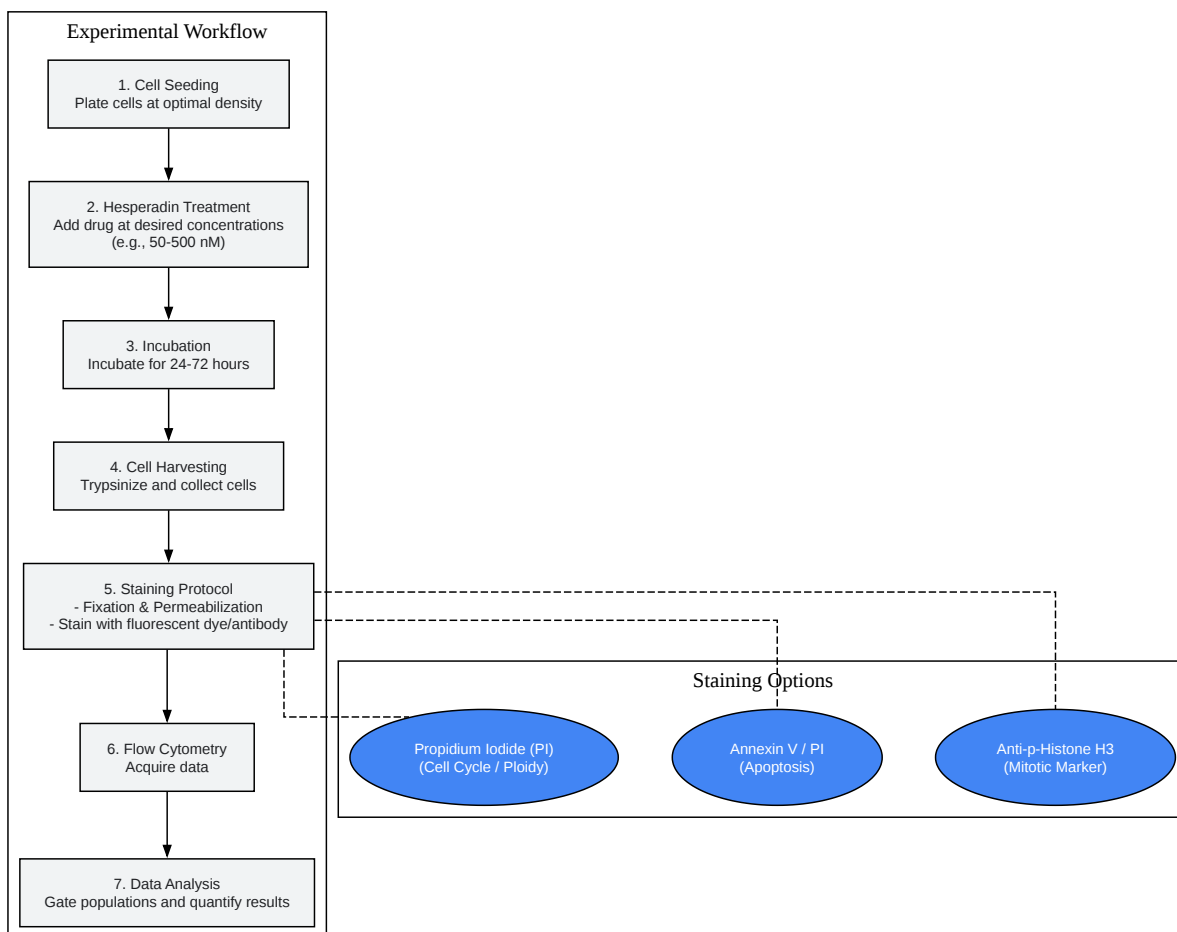 Experimental Workflow
1. Cell Seeding
Plate cells at optimal density
2. Hesperadin Treatment
Add drug at desired concentrations
(e.g., 50-500 nM)
3. Incubation
Incubate for 24-72 hours
4. Cell Harvesting
Trypsinize and collect cells
5. Staining Protocol
- Fixation & Permeabilization
- Stain with fluorescent dye/antibody
Staining Options
Propidium Iodide (PI)
(Cell Cycle / Ploidy)
Annexin V / PI
(Apoptosis)
Anti-p-Histone H3
(Mitotic Marker)
6. Flow Cytometry
Acquire data
7. Data Analysis
Gate populations and quantify results